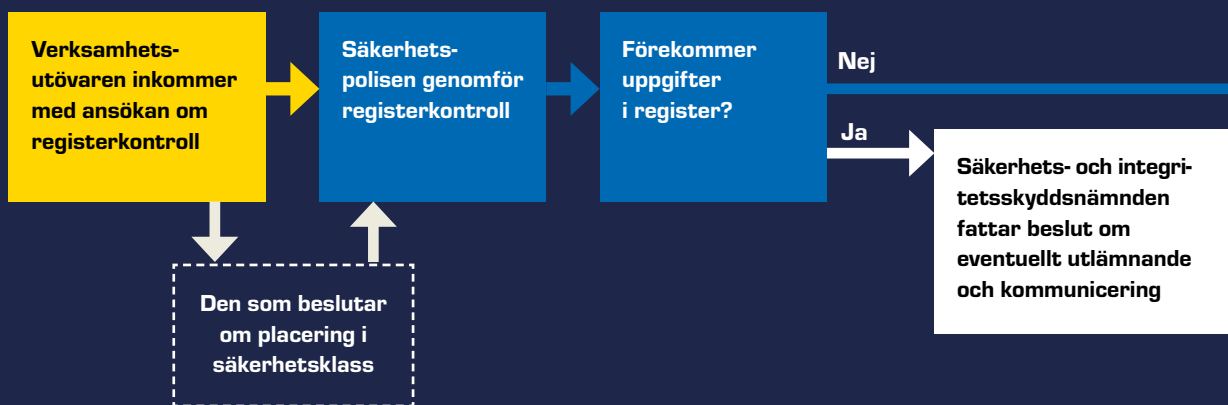 Verksamhets-
utövaren inkommer
med ansökan om
registerkontroll
Säkerhets-
polisen genomför
registerkontroll
Förekommer
uppgifter
i register?
Nej
Ja
Säkerhets- och integri-
tetsskyddsnämnden
fattar beslut om
eventuellt utlämnande
och kommunicering
Den som beslutar
om placering i
säkerhetsklass